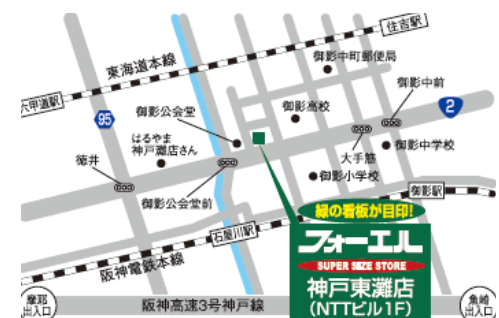 住吉駅
東海道本線
御影中町郵便局
六甲道駅
御影中前
95
御影公会堂
御影高校
2
はるやま
神戸灘店さん
徳井
大手筋
御影中学校
御影小学校
御影公会堂前
緑の看板が目印!
御影駅
石屋川駅
フォーエル
SUPER SIZE STORE
阪神電鉄本線
神戸東灘店
(NTTビル1F)
摩耶
出入口
阪神高速3号神戸線
魚崎
出入口